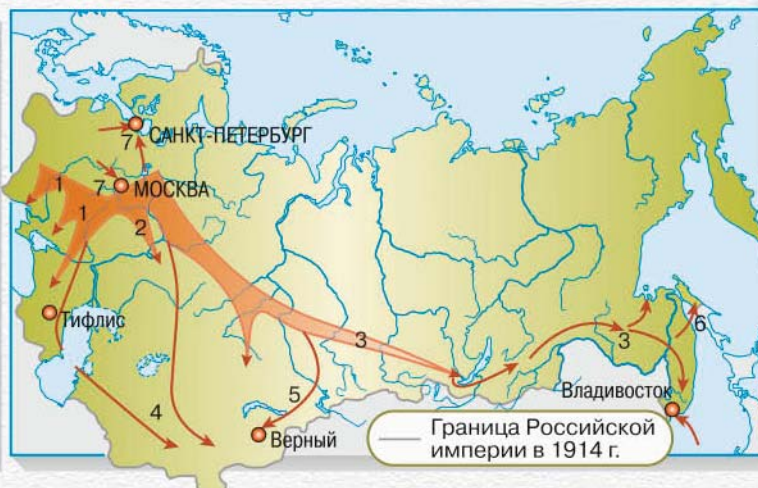 САНКТ-ПЕТЕРБУРГ
7
7
МОСКВА
1
1
2
Тифлис
3
3
6
4
5
Верный
Владивосток
Граница Российской
империи в 1914 г.